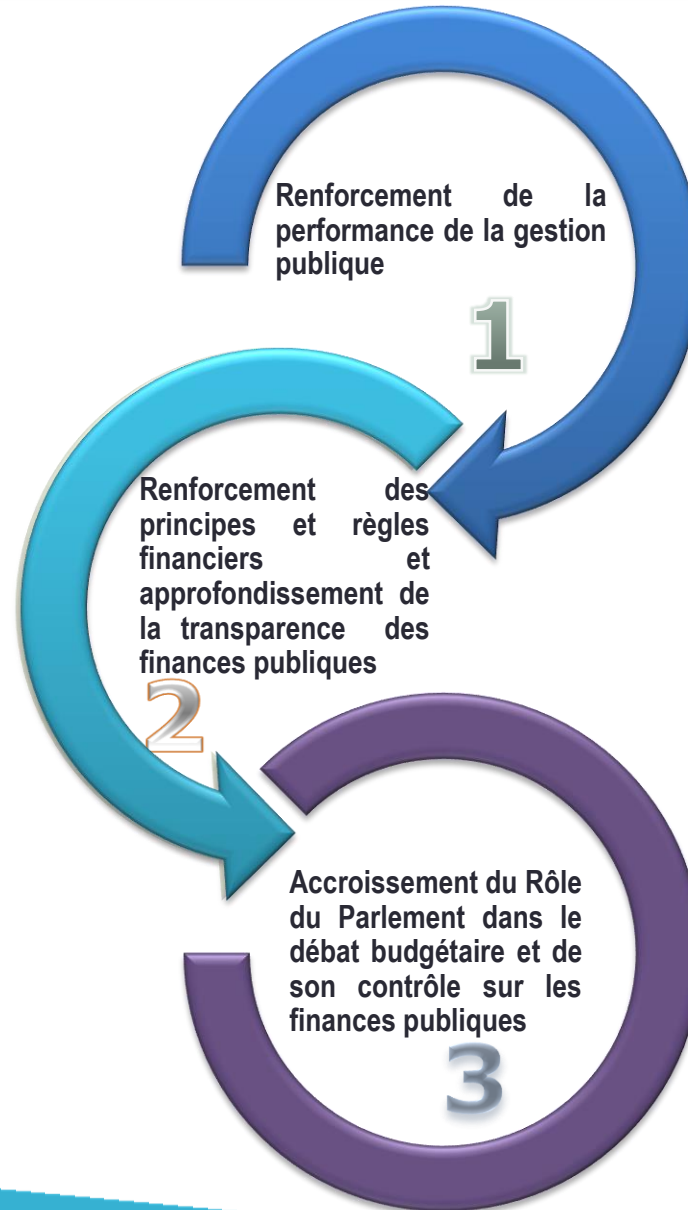 Renforcement de la
performance de la gestion
publique
1
Renforcement des
principes et règles
financiers et
approfondissement de
la transparence des
finances publiques
2
Accroissement du Rôle
du Parlement dans le
débat budgétaire et de
son contrôle sur les
finances publiques
3